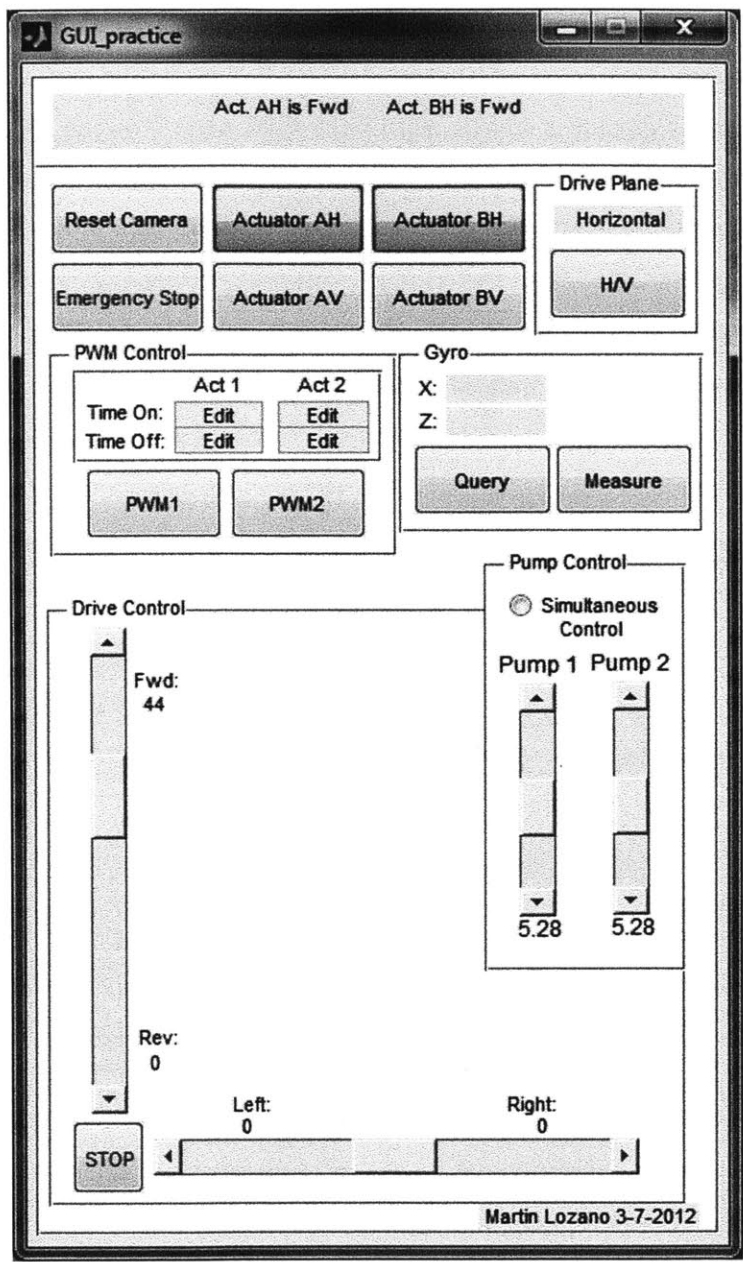 GUI_practice
Act. AH is Fwd Act. BH is Fwd
Drive Plane
Reset Camera Actuator AH Actuator BH Horizontal
Emergency Stop Actuator AV Actuator BV H/V
PWM Control
Act 1 Act 2
Time On: Edit Edit
Time Off: Edit Edit
PWM1 PWM2
Gyro
X:
Z:
Query Measure
Pump Control
Simultaneous
Control
Pump 1 Pump 2
5.28 5.28
Drive Control
Fwd:
44
Rev:
0
Left: Right:
0 0
STOP
Martin Lozano 3-7-2012